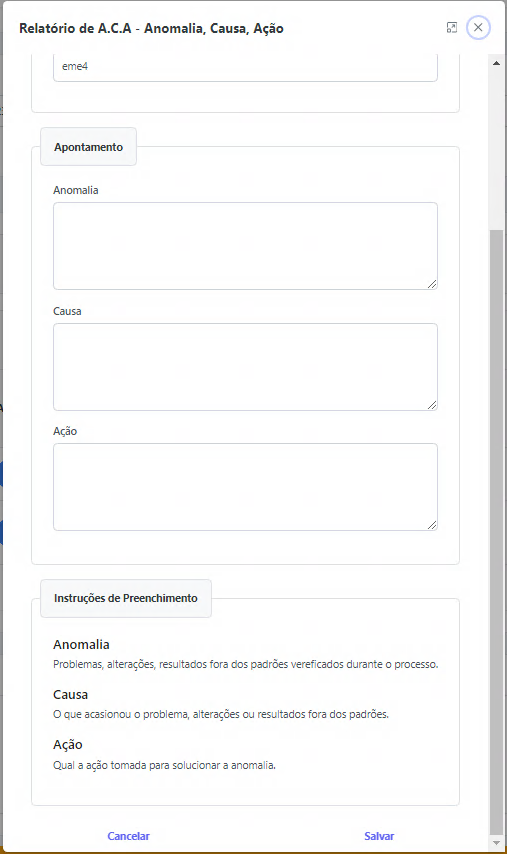 Relatório de A.C.A - Anomalia, Causa, Ação
eme4
Apontamento
Anomalia
Causa
Ação
Instruções de Preenchimento
Anomalia
Problemas, alterações, resultados fora dos padrões vereficados durante o processo.
Causa
O que acasionou o problema, alterações ou resultados fora dos padrões.
Ação
Qual a ação tomada para solucionar a anomalia.
Cancelar
Salvar